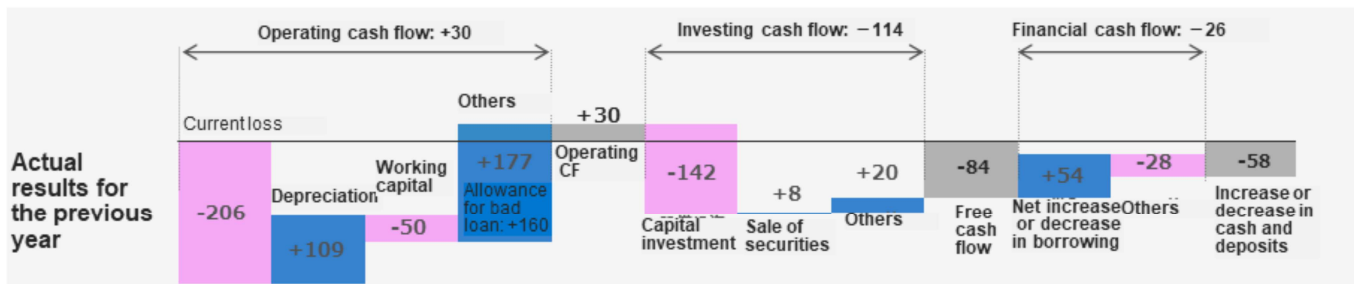 Operating cash flow: +30
Investing cash flow: −114
Financial cash flow: −26
Actual
results for
the previous
year
Current loss
-206
Depreciation
+109
Working
capital
-50
Others
+177
Allowance
for bad
loan: +160
+30
Operating
CF
-142
Capital
investment
+8
Sale of
securities
+20
Others
-84
Free
cash
flow
+54
Net increase
or decrease
in borrowing
-28
Others
-58
Increase or
decrease in
cash and
deposits